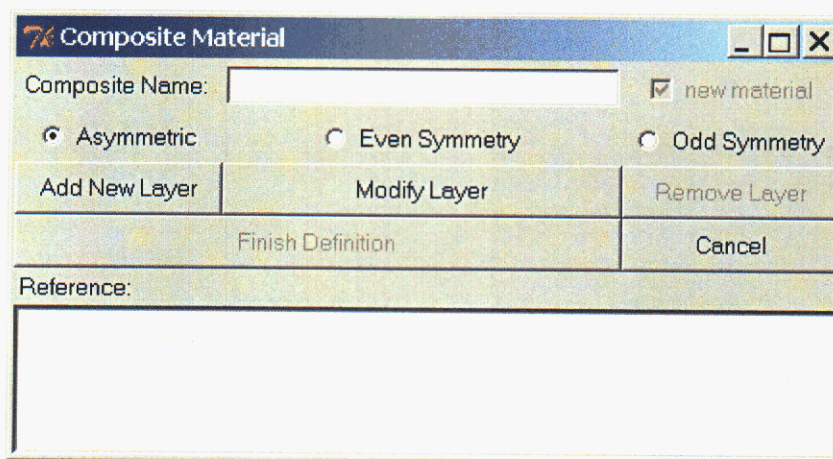 Composite Material
Composite Name: new material
Asymmetric Even Symmetry Odd Symmetry
Add New Layer Modify Layer Remove Layer
Finish Definition Cancel
Reference: